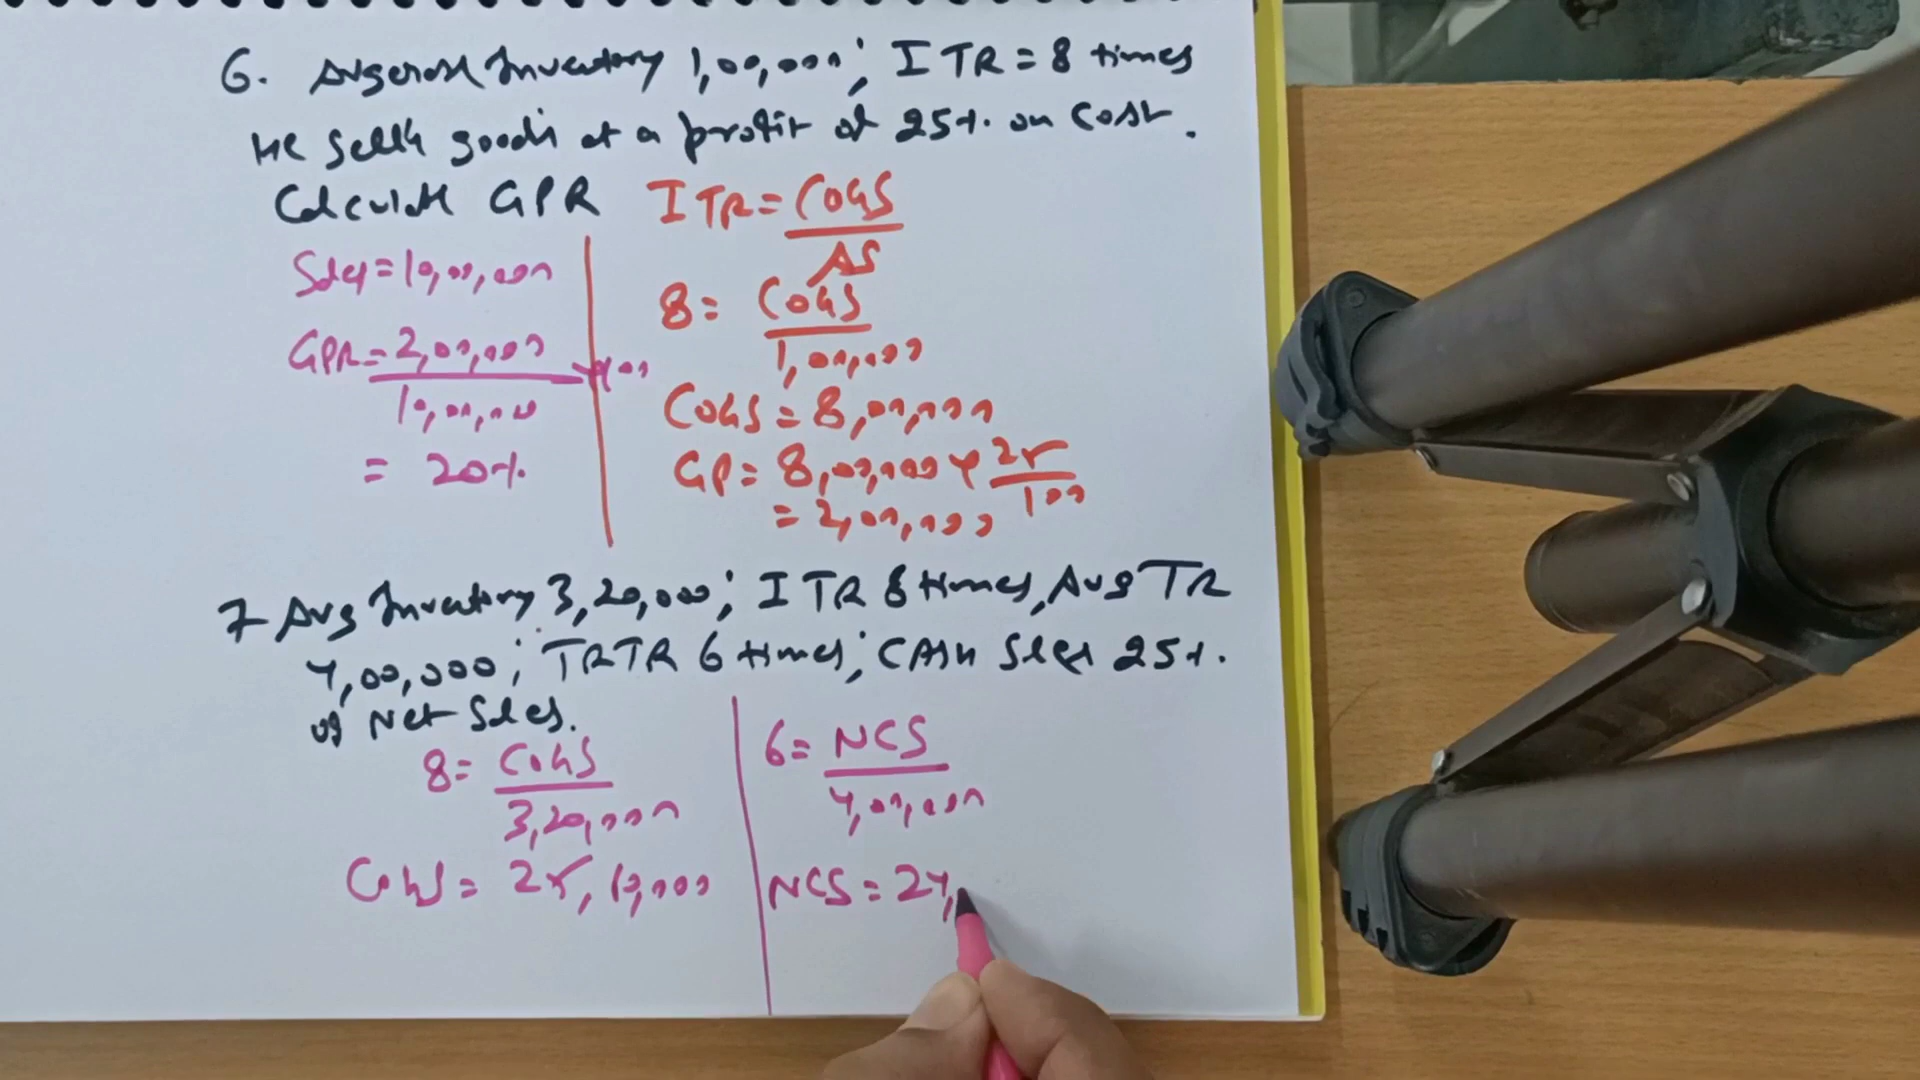 6. Average Inventory 1,00,000; ITR = 8 times
He sells goods at a profit of 25%. on cost.
Calculate GPR
ITR = COGS
AS
8 = COGS
1,00,000
COGS = 8,00,000
GP = 8,00,000 × 25
100
= 2,00,000
Sales = 10,00,000
GPR = 2,00,000 × 100
10,00,000
= 20%
7 Avg Inventory 3,20,000; ITR 8 times, Avg TR
4,00,000; TRTR 6 times; Cash Sales 25%.
of Net Sales.
8 = COGS
3,20,000
COGS = 25,60,000
6 = NCS
4,00,000
NCS = 24,